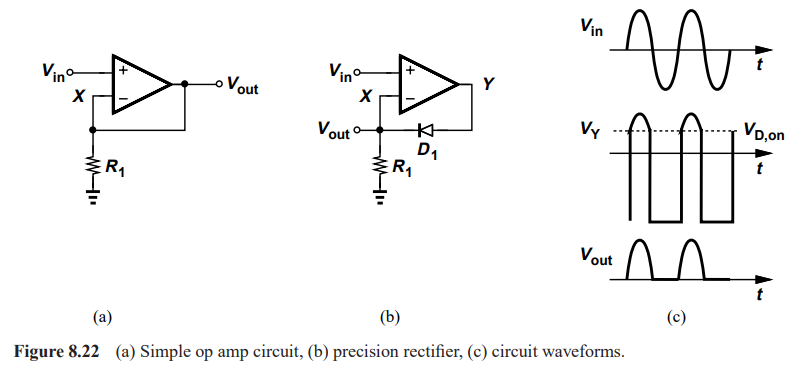 Vin
X
+
−
Vout
R1
(a)
Vin
X
+
−
Y
Vout
D1
R1
(b)
Vin
t
VY
VD,on
t
Vout
t
(c)
Figure 8.22 (a) Simple op amp circuit, (b) precision rectifier, (c) circuit waveforms.